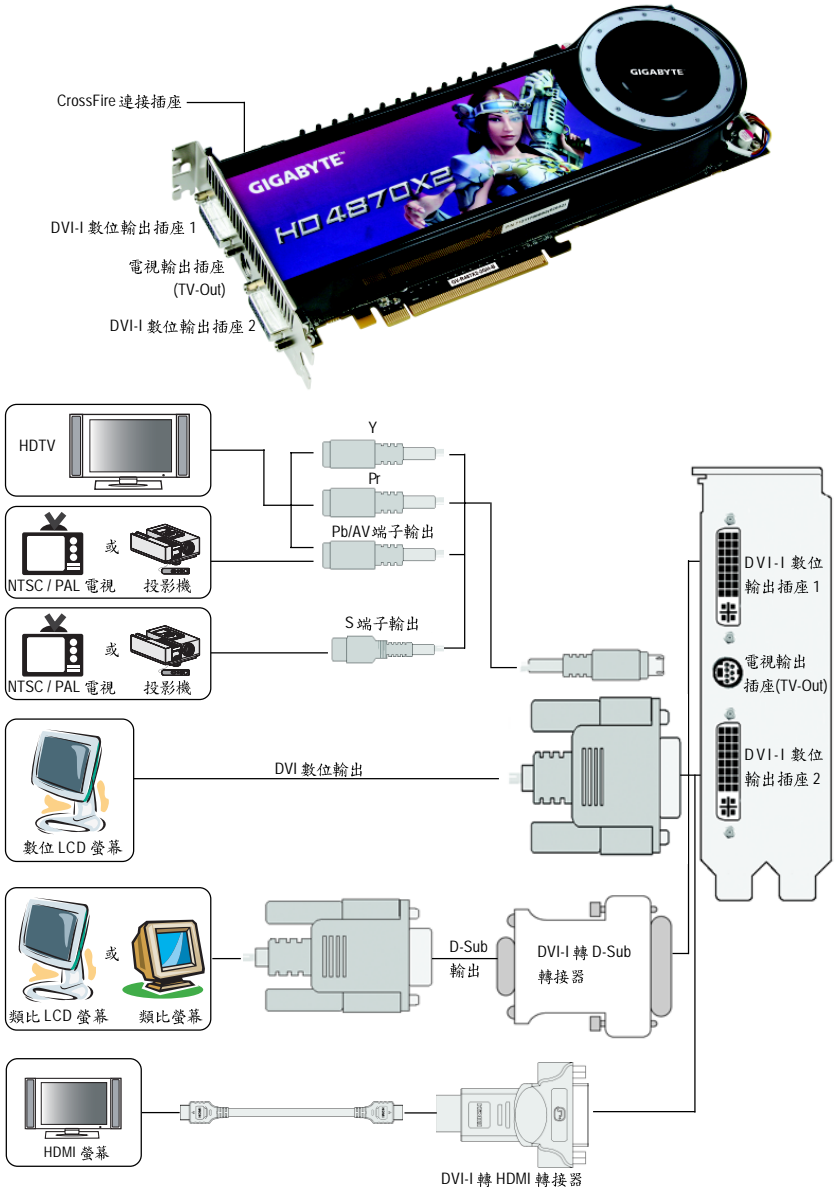 GIGABYTE
CrossFire 連接插座
GIGABYTE™
HD 4870X2
DVI-I 數位輸出插座 1
電視輸出插座
(TV-Out)
DVI-I 數位輸出插座 2
HDTV
Y
Pr
Pb/AV端子輸出
NTSC / PAL 電視
或
投影機
S 端子輸出
NTSC / PAL 電視
或
投影機
DVI-I 數位
輸出插座 1
電視輸出
插座(TV-Out)
DVI-I 數位
輸出插座 2
DVI 數位輸出
數位 LCD 螢幕
類比 LCD 螢幕
或
類比螢幕
D-Sub
輸出
DVI-I 轉 D-Sub
轉接器
HDMI 螢幕
DVI-I 轉 HDMI 轉接器